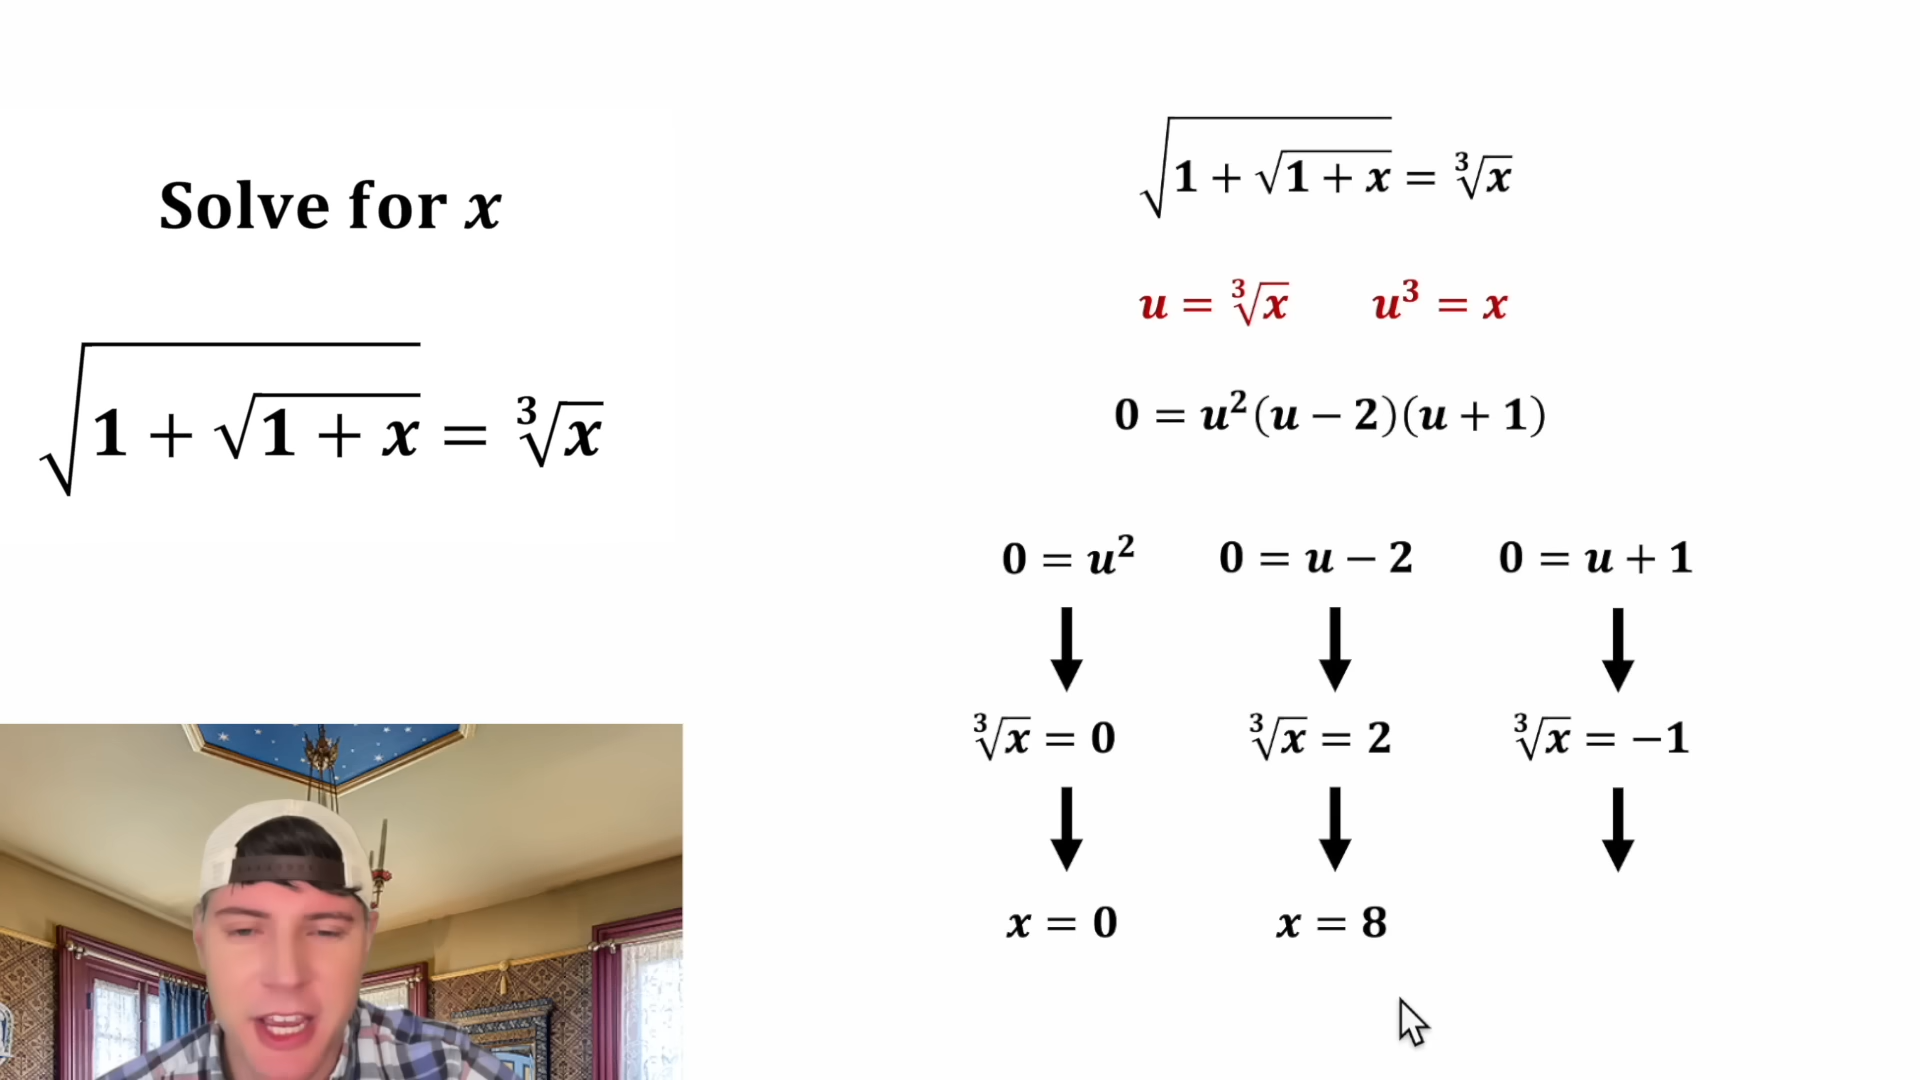 Solve for x
√(1 + √(1 + x)) = ∛x
√(1 + √(1 + x)) = ∛x
u = ∛x    u³ = x
0 = u²(u − 2)(u + 1)
0 = u²    0 = u − 2    0 = u + 1
∛x = 0    ∛x = 2    ∛x = −1
x = 0    x = 8